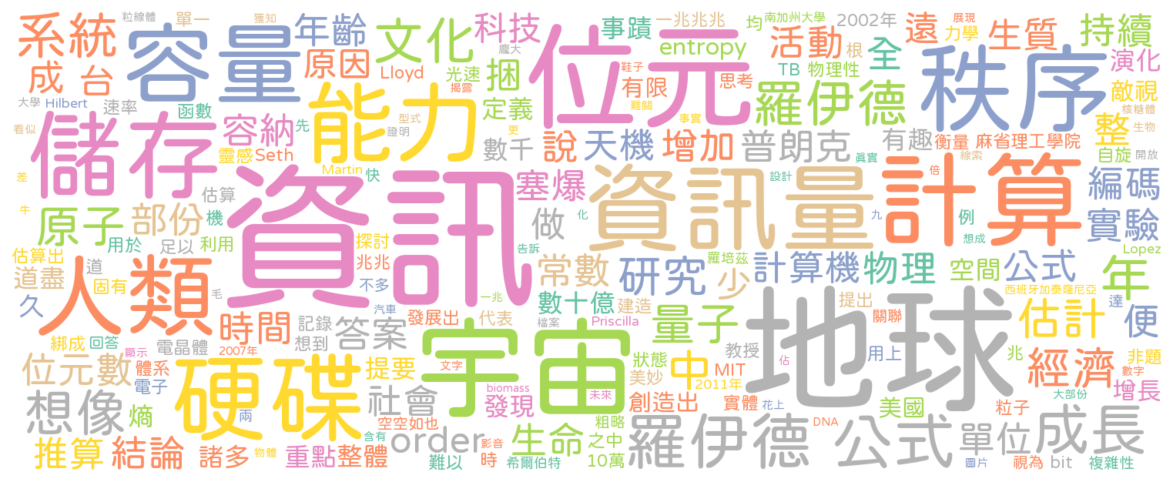 系統 容量 年齡 文化 科技 事蹟 一兆兆兆 均 南加州大學 2002年 展現 遠 生質 持續
粒線體 單一 獲知 龐大 entropy 鞋子 位元 活動 根 力學 全 秩序 演化
成 台 原因 Lloyd 光速 揭露 捆 有限 思考 TB 物理性 羅伊德 敵視 核糖體
大學 Hilbert 速率 函數 型式 定義 難關 事實 整
看似 儲存 容納 先 證明 能力 更 數千 說 天機 增加 普朗克 有趣 衡量 麻省理工學院 生物
靈感 Seth Martin 快 塞爆 資訊量 設計 倍 線索 自旋 開放
差 估算 資訊 計算 編碼
牛 原子 部份 機 做 化 九 例 想成 實驗
估算出 用於 足以 利用 探討 告訴 羅培茲 Lopez
道盡 道 固有 兆兆 常數 研究 少 計算機 物理 空間 公式 年
久 人類 毛 不多 一兆 數十億 建造 提出 西班牙加泰隆尼亞 達
時間 記錄 想到 答案 汽車 發展出 代表 檔案 Priscilla 量子 關聯 地球 估計 便
綁成 回答 電晶體 2007年 宇宙 狀態 教授 用上 兆 非題
位元數 顯示 體系 電子 硬碟 提要 文字 美妙 中 MIT 佔 經濟 數字 增長
想像 熵 兩 社會 biomass 發現 未來 創造出 2011年 實體 花上 美國 粒子 大部份
推算 結論 諸多 空空如也 物體 重點 整體 含有 難以 order 影音 時 生命 希爾伯特 粗略 之中 10萬 羅伊德 公式 DNA 單位 成長
圖片 視為 bit 複雜性